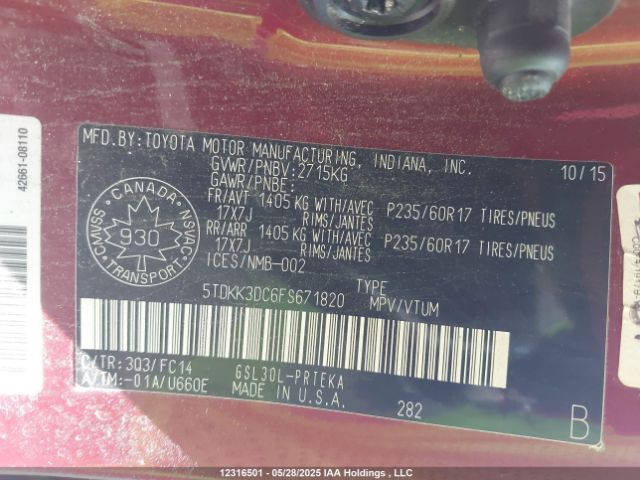 42661-08110
MFD.BY:TOYOTA MOTOR MANUFACTURING, INDIANA, INC.
10/15
GVWR/PNBV:2715KG
GAWR/PNBE:
FR/AVT 1405 KG WITH/AVEC P235/60R17 TIRES/PNEUS
17X7J RIMS/JANTES
RR/ARR 1405 KG WITH/AVEC P235/60R17 TIRES/PNEUS
17X7J RIMS/JANTES
ICES/NMB-002
CANADA
CMVSS
NSVAC
930
TRANSPORT
5TDKK3DC6FS671820
TYPE
MPV/VTUM
C/TR: 3Q3/FC14
A/TM:-01A/U660E
GSL30L-PRTEKA
MADE IN U.S.A.
282
B
12316501 - 05/28/2025 IAA Holdings , LLC